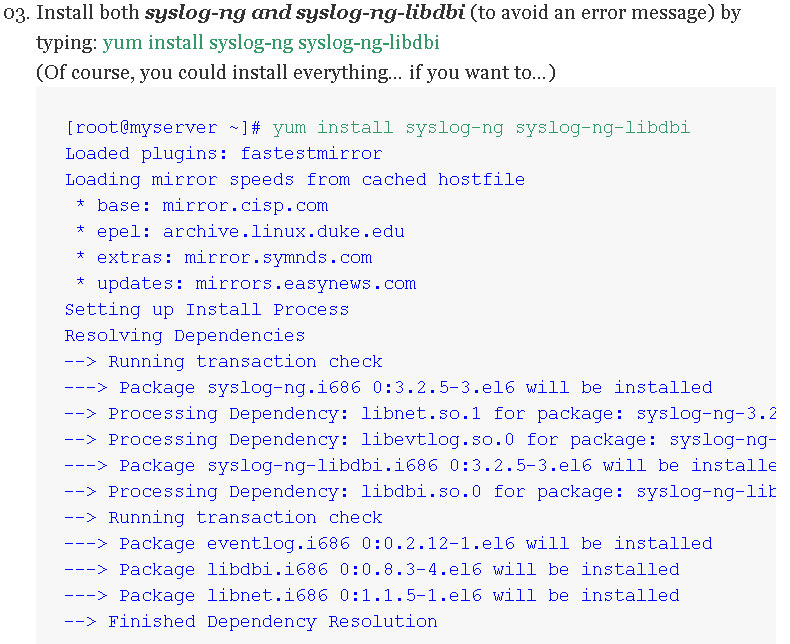 03. Install both syslog-ng and syslog-ng-libdbi (to avoid an error message) by
typing: yum install syslog-ng syslog-ng-libdbi
(Of course, you could install everything... if you want to...)
[root@myserver ~]# yum install syslog-ng syslog-ng-libdbi
Loaded plugins: fastestmirror
Loading mirror speeds from cached hostfile
* base: mirror.cisp.com
* epel: archive.linux.duke.edu
* extras: mirror.symnds.com
* updates: mirrors.easynews.com
Setting up Install Process
Resolving Dependencies
--> Running transaction check
---> Package syslog-ng.i686 0:3.2.5-3.el6 will be installed
--> Processing Dependency: libnet.so.1 for package: syslog-ng-3.2
--> Processing Dependency: libevtlog.so.0 for package: syslog-ng-
---> Package syslog-ng-libdbi.i686 0:3.2.5-3.el6 will be installe
--> Processing Dependency: libdbi.so.0 for package: syslog-ng-lib
--> Running transaction check
---> Package eventlog.i686 0:0.2.12-1.el6 will be installed
---> Package libdbi.i686 0:0.8.3-4.el6 will be installed
---> Package libnet.i686 0:1.1.5-1.el6 will be installed
--> Finished Dependency Resolution